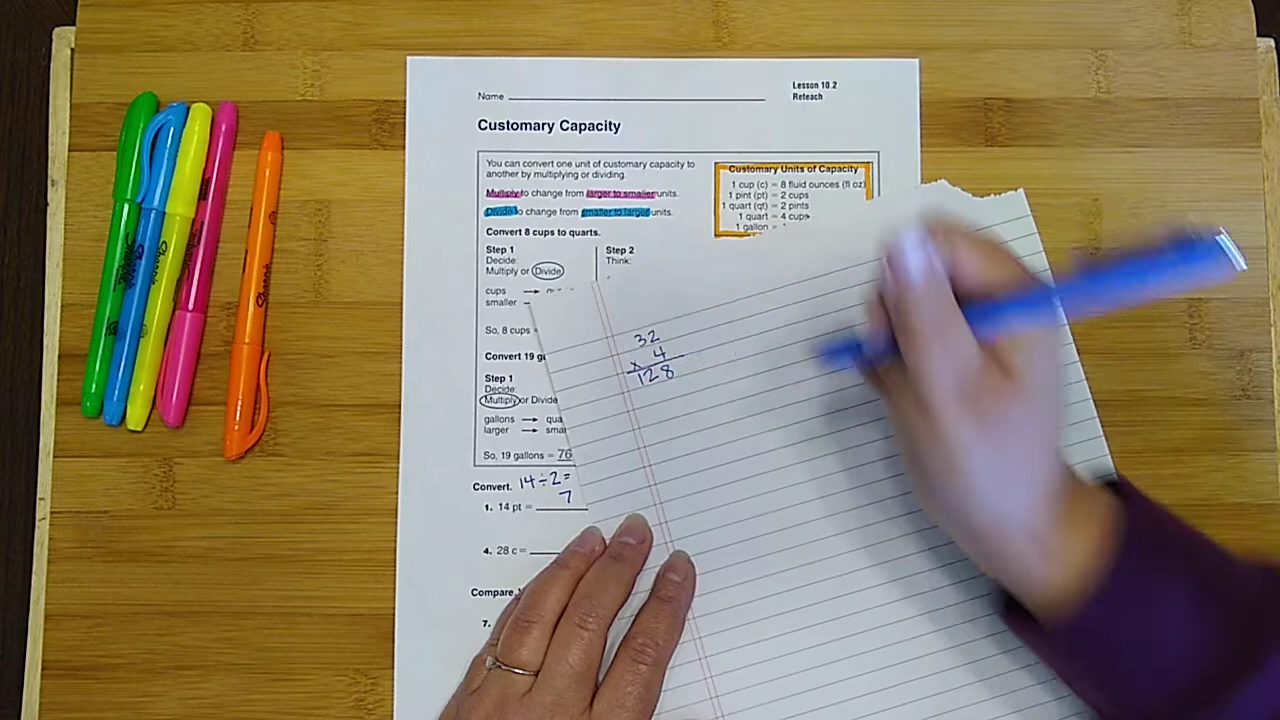 Name
Lesson 10.2
Reteach
Customary Capacity
You can convert one unit of customary capacity to
another by multiplying or dividing.
Multiply to change from larger to smaller units.
Divide to change from smaller to larger units.
Customary Units of Capacity
1 cup (c) = 8 fluid ounces (fl oz)
1 pint (pt) = 2 cups
1 quart (qt) = 2 pints
1 quart = 4 cups
1 gallon =
Convert 8 cups to quarts.
Step 1
Decide:
Multiply or Divide
cups →
smaller
So, 8 cups =
Step 2
Think:
Convert 19
Step 1
Decide:
Multiply or Divide
gallons →
larger →
So, 19 gallons = 76
Convert.
14÷2=
7
1. 14 pt =
4. 28 c =
Compare.
7.
32
x 4
128
Sharpie